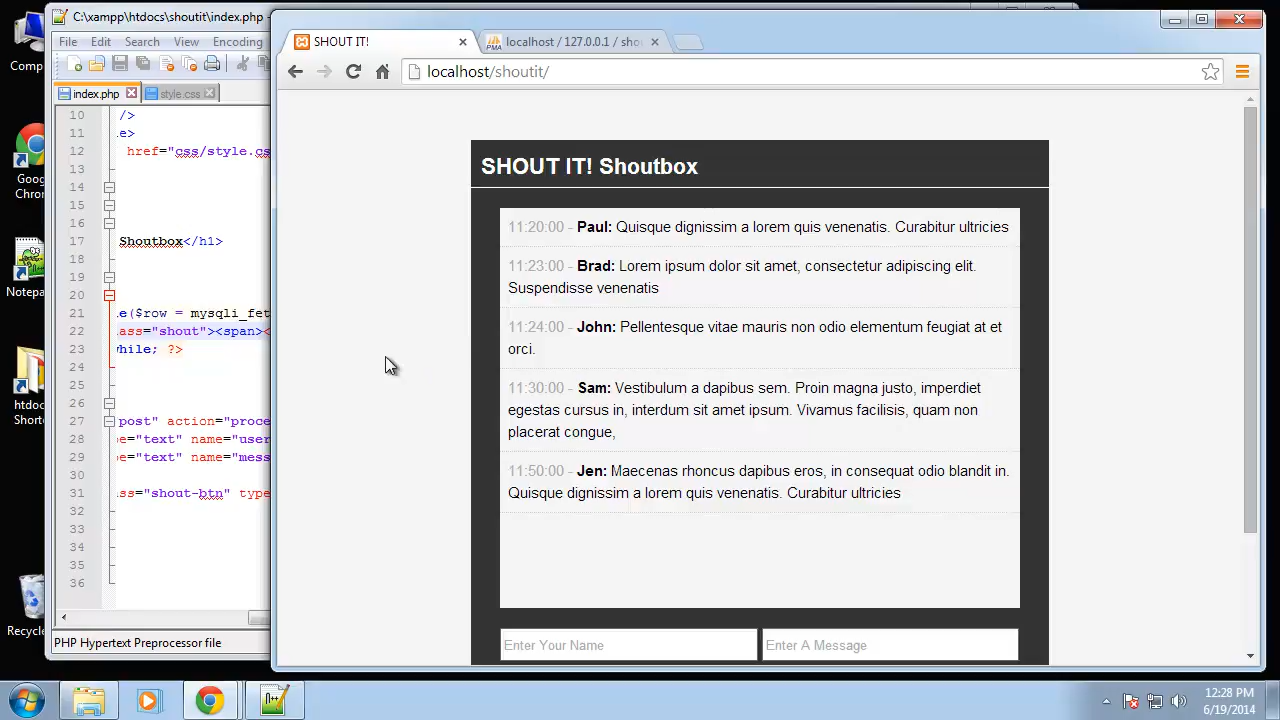 Comp
Goog
Chro
Notep
htdoc
Short
Recyc
C:\xampp\htdocs\shoutit\index.php
File Edit Search View Encoding
index.php style.css
10 />
11 e>
12 href="css/style.cs
13
14
15
16
17 Shoutbox</h1>
18
19
20
21 le($row = mysqli_fet
22 lass="shout"><span><
23 while; ?>
24
25
26
27 post" action="proce
28 e="text" name="user
29 e="text" name="mess
30
31 ss="shout-btn" type
32
33
34
35
36
PHP Hypertext Preprocessor file
SHOUT IT! localhost / 127.0.0.1 / sho
localhost/shoutit/
SHOUT IT! Shoutbox
11:20:00 - Paul: Quisque dignissim a lorem quis venenatis. Curabitur ultricies
11:23:00 - Brad: Lorem ipsum dolor sit amet, consectetur adipiscing elit.
Suspendisse venenatis
11:24:00 - John: Pellentesque vitae mauris non odio elementum feugiat at et
orci.
11:30:00 - Sam: Vestibulum a dapibus sem. Proin magna justo, imperdiet
egestas cursus in, interdum sit amet ipsum. Vivamus facilisis, quam non
placerat congue,
11:50:00 - Jen: Maecenas rhoncus dapibus eros, in consequat odio blandit in.
Quisque dignissim a lorem quis venenatis. Curabitur ultricies
Enter Your Name Enter A Message
12:28 PM
6/19/2014